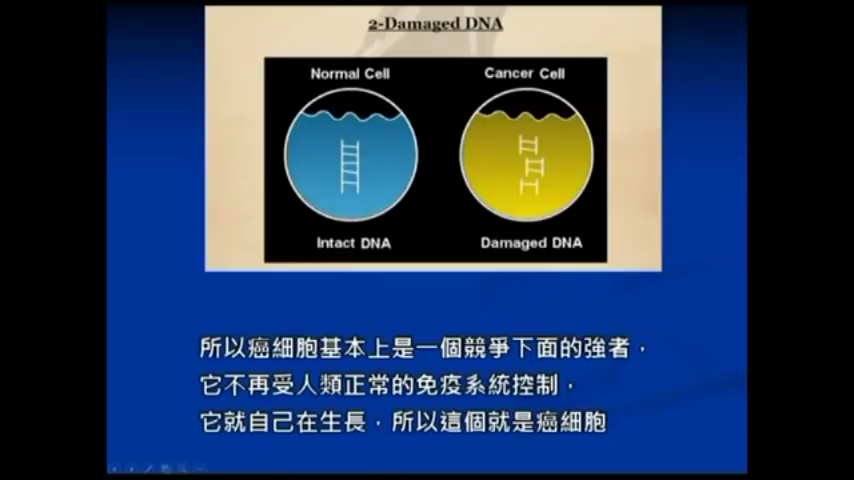 2-Damaged DNA
Normal Cell
Cancer Cell
Intact DNA
Damaged DNA
所以癌細胞基本上是一個競爭下面的強者，
它不再受人類正常的免疫系統控制，
它就自己在生長，所以這個就是癌細胞